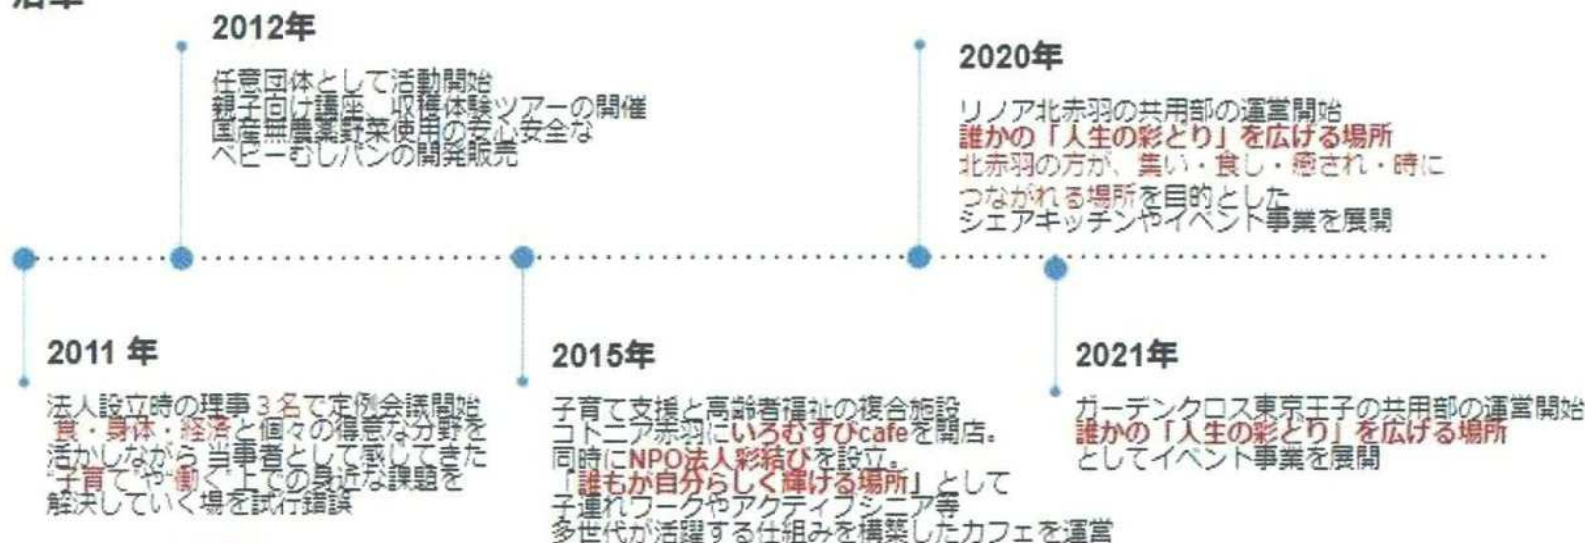 沿革
2012年
任意団体として活動開始
親子向け講座、収穫体験ツアーの開催
国産無農薬野菜使用の安心安全な
ベビーむしパンの開発販売
2020年
リノア北赤羽の共用部の運営開始
誰かの「人生の彩とり」を広げる場所
北赤羽の方が、集い・食し・癒され・時に
つながれる場所を目的とした
シェアキッチンやイベント事業を展開
2011 年
法人設立時の理事3名で定例会議開始
食・身体・経済と個々の得意な分野を
活かしながら 当事者として感じてきた
"子育て"や"働く"上での身近な課題を
解決していく場を試行錯誤
2015年
子育て支援と高齢者福祉の複合施設
コトニア赤羽にいろむすびcafeを開店。
同時にNPO法人彩結びを設立。
「誰もが自分らしく輝ける場所」として
子連れワークやアクティブシニア等
多世代が活躍する仕組みを構築したカフェを運営
2021年
ガーデンクロス東京王子の共用部の運営開始
誰かの「人生の彩とり」を広げる場所
としてイベント事業を展開